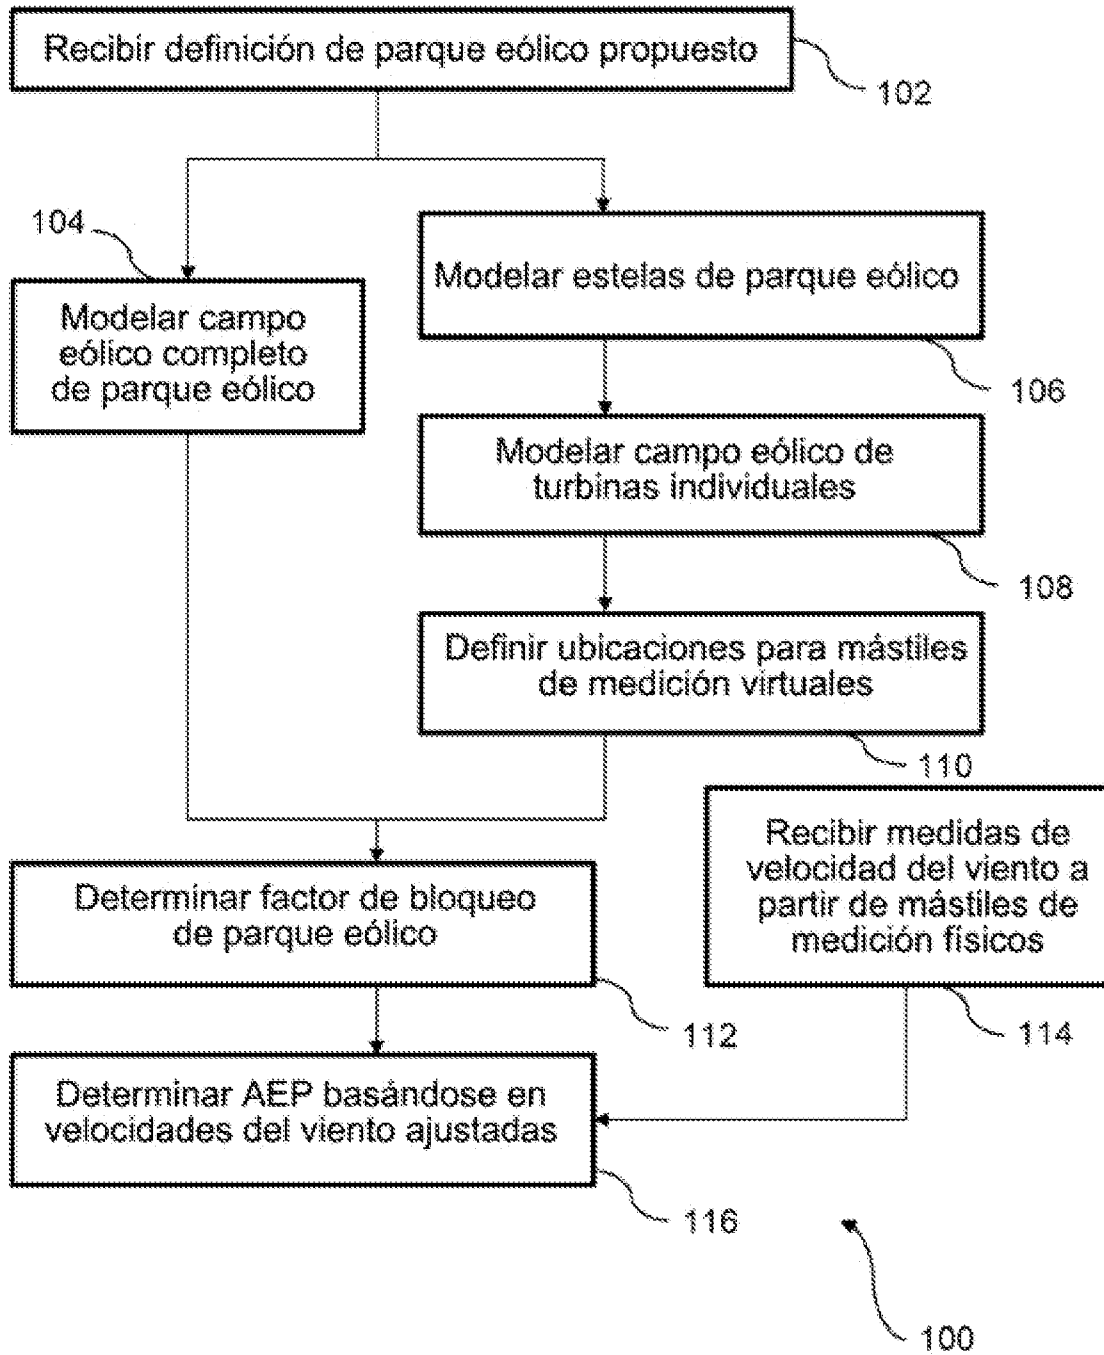 Recibir definición de parque eólico propuesto
102
104
Modelar campo
eólico completo
de parque eólico
Modelar estelas de parque eólico
106
Modelar campo eólico de
turbinas individuales
108
Definir ubicaciones para mástiles
de medición virtuales
110
Recibir medidas de
velocidad del viento a
partir de mástiles de
medición físicos
114
Determinar factor de bloqueo
de parque eólico
112
Determinar AEP basándose en
velocidades del viento ajustadas
116
100